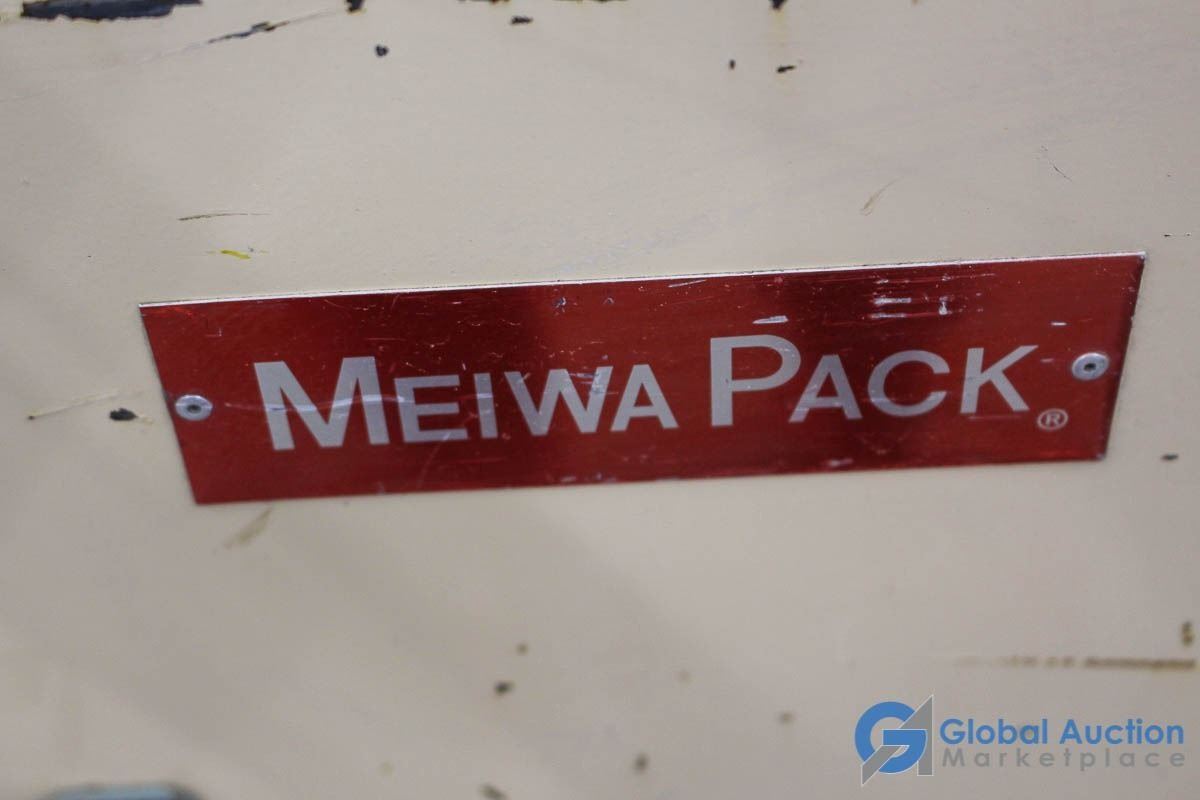 MEIWA PACK ®
Global Auction
Marketplace